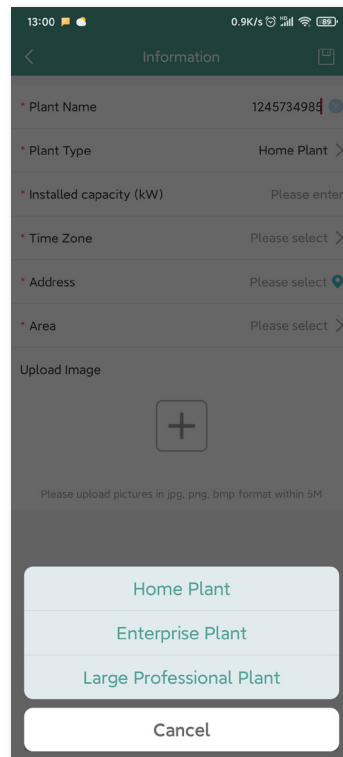 13:00 0.9K/s 89
Information
* Plant Name 1245734985
* Plant Type Home Plant
* Installed capacity (kW) Please enter
* Time Zone Please select
* Address Please select
* Area Please select
Upload Image
Please upload pictures in jpg, png, bmp format within 5M
Home Plant
Enterprise Plant
Large Professional Plant
Cancel